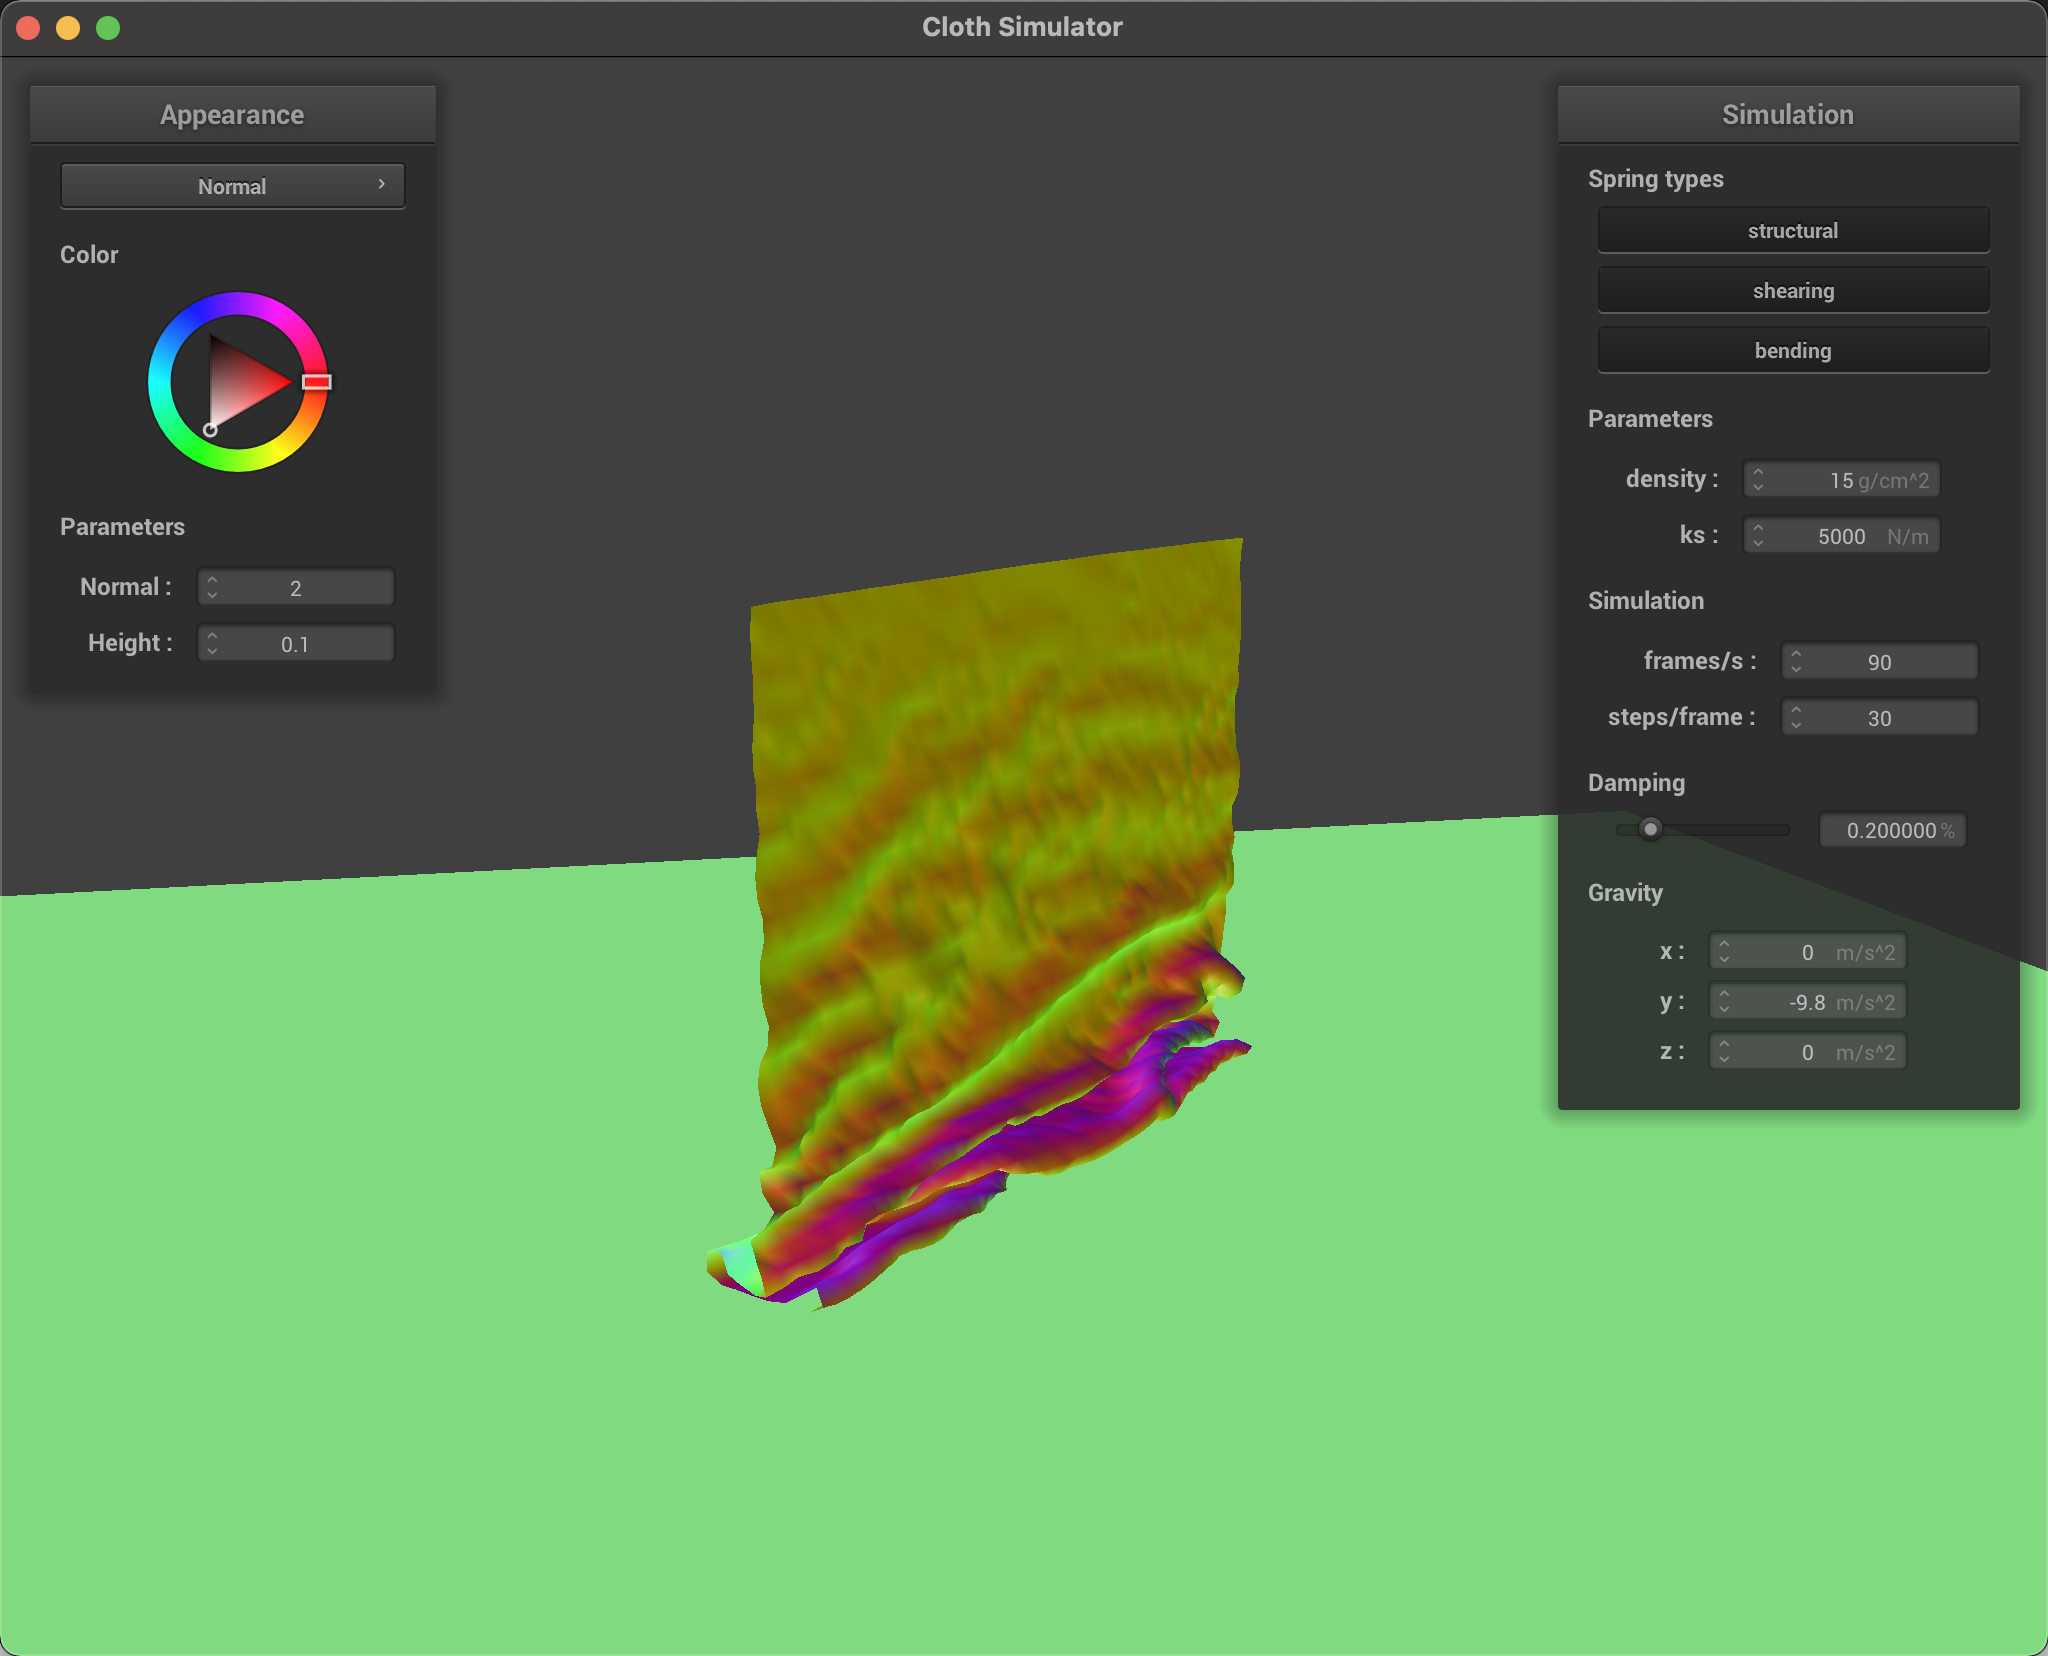 Cloth Simulator
Appearance
Normal
Color
Parameters
Normal : 2
Height : 0.1
Simulation
Spring types
structural
shearing
bending
Parameters
density : 15 g/cm^2
ks : 5000 N/m
Simulation
frames/s : 90
steps/frame : 30
Damping
0.200000 %
Gravity
x : 0 m/s^2
y : -9.8 m/s^2
z : 0 m/s^2